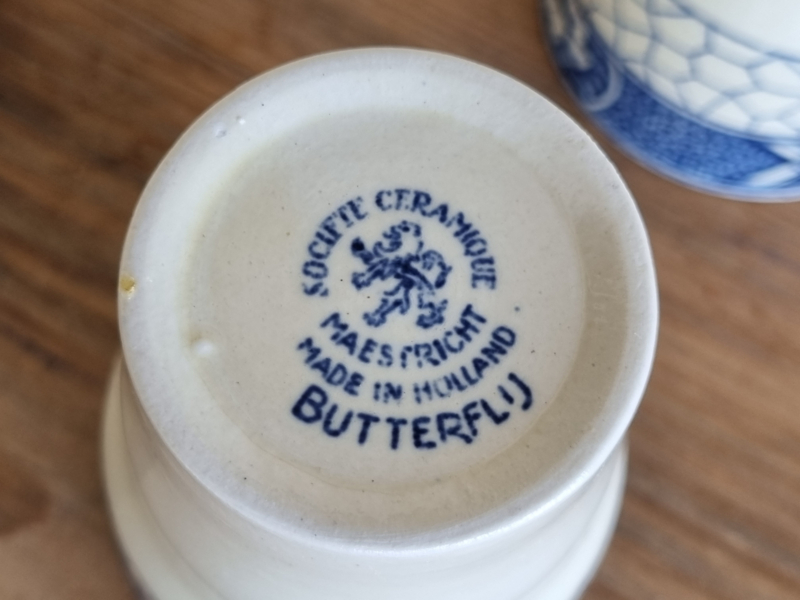 SOCIETE CERAMIQUE
MAESTRICHT
MADE IN HOLLAND
BUTTERFLIJ